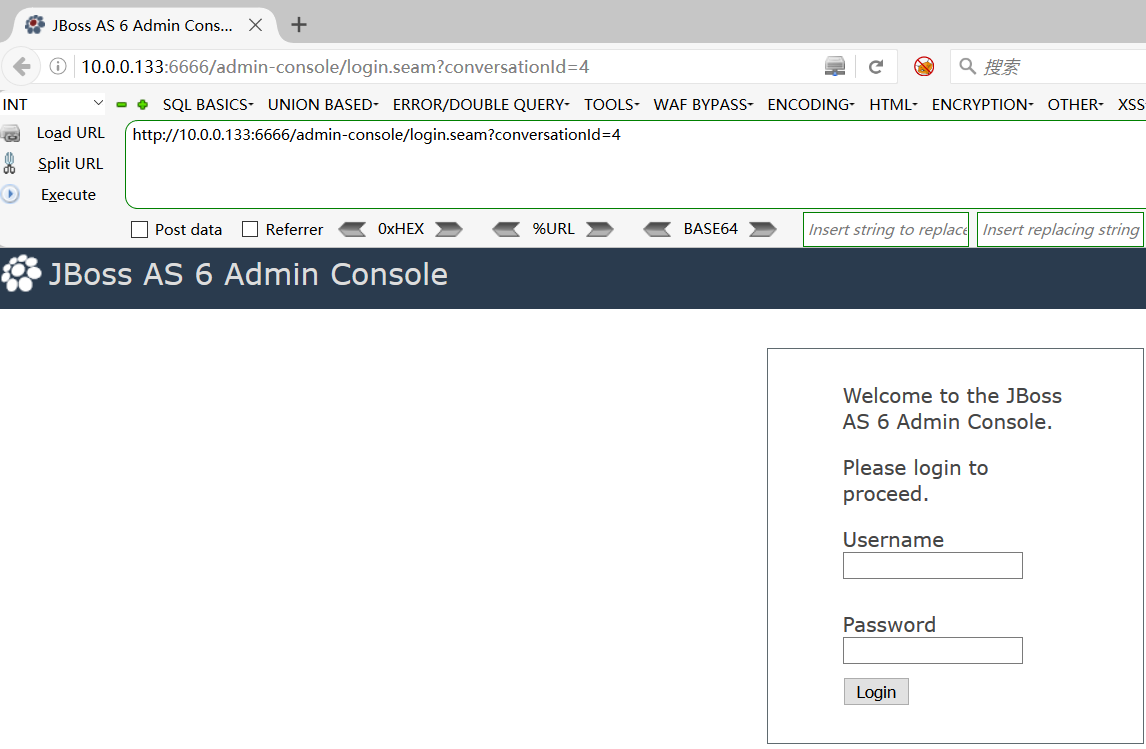 JBoss AS 6 Admin Cons...
10.0.0.133:6666/admin-console/login.seam?conversationId=4
搜索
INT SQL BASICS UNION BASED ERROR/DOUBLE QUERY TOOLS WAF BYPASS ENCODING HTML ENCRYPTION OTHER XSS
Load URL
http://10.0.0.133:6666/admin-console/login.seam?conversationId=4
Split URL
Execute
Post data Referrer 0xHEX %URL BASE64 Insert string to replace Insert replacing string
JBoss AS 6 Admin Console
Welcome to the JBoss
AS 6 Admin Console.
Please login to
proceed.
Username
Password
Login